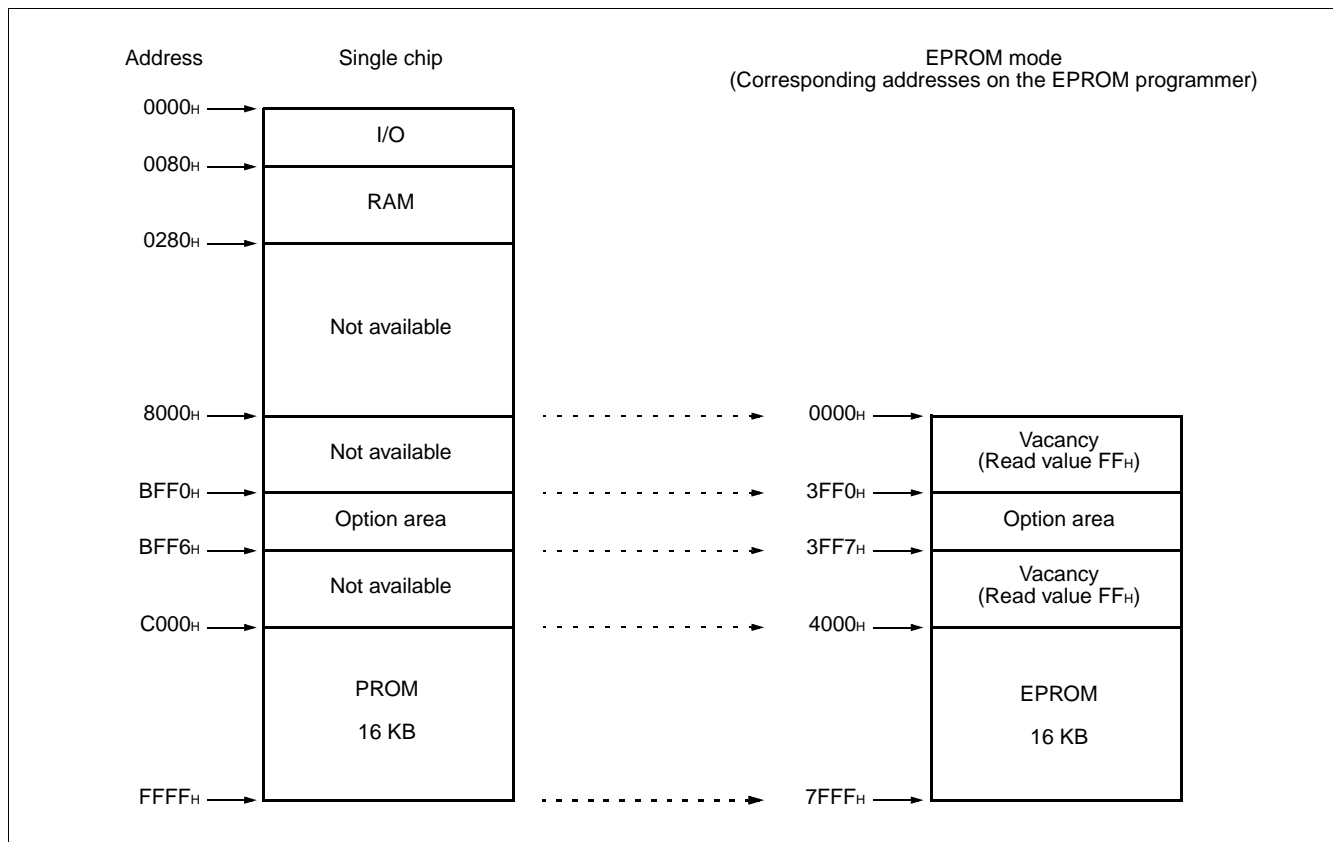 Address Single chip EPROM mode
(Corresponding addresses on the EPROM programmer)
0000H
I/O
0080H
RAM
0280H
Not available
8000H 0000H
Not available Vacancy
(Read value FFH)
BFF0H 3FF0H
Option area Option area
BFF6H 3FF7H
Not available Vacancy
(Read value FFH)
C000H 4000H
PROM EPROM
16 KB 16 KB
FFFFH 7FFFH